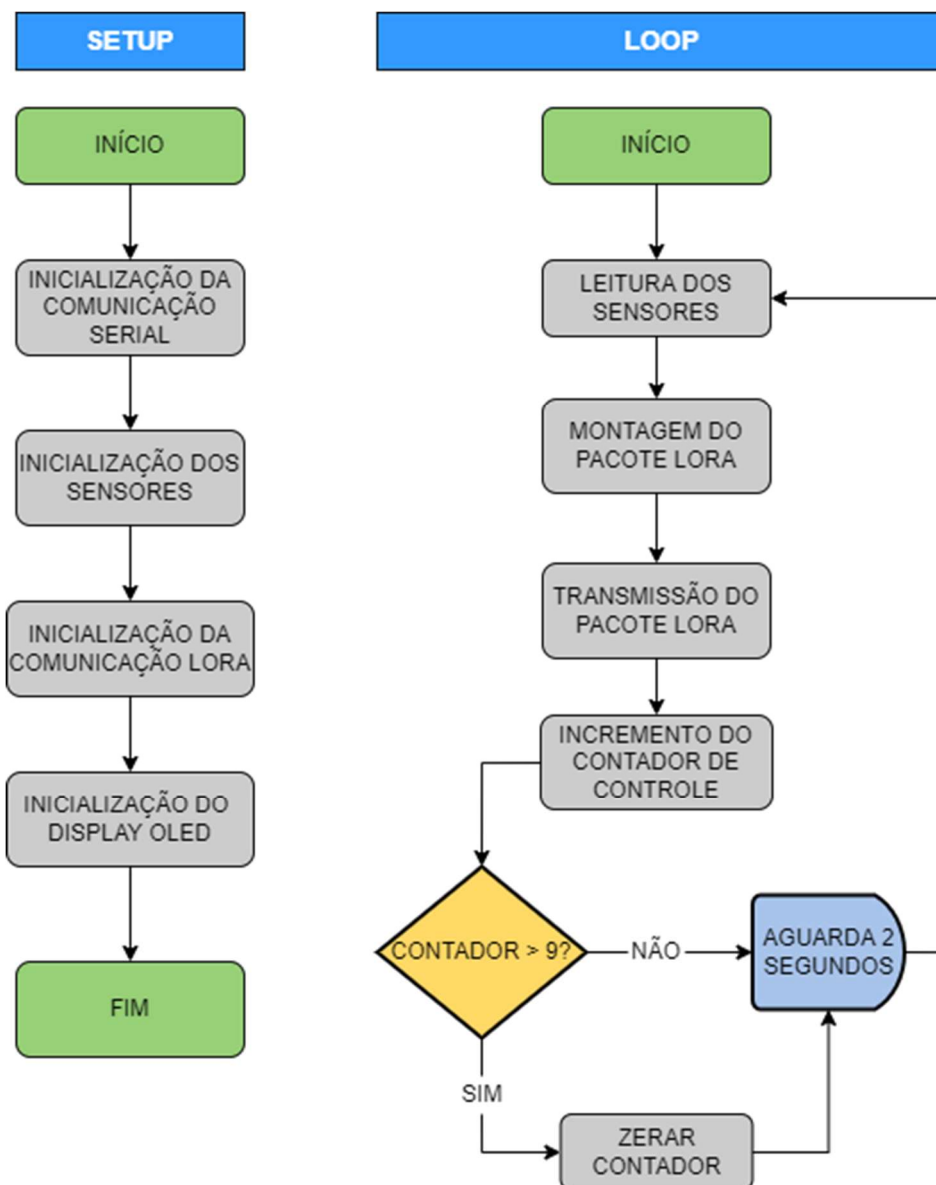 SETUP
INÍCIO
INICIALIZAÇÃO DA
COMUNICAÇÃO
SERIAL
INICIALIZAÇÃO DOS
SENSORES
INICIALIZAÇÃO DA
COMUNICAÇÃO LORA
INICIALIZAÇÃO DO
DISPLAY OLED
FIM
LOOP
INÍCIO
LEITURA DOS
SENSORES
MONTAGEM DO
PACOTE LORA
TRANSMISSÃO DO
PACOTE LORA
INCREMENTO DO
CONTADOR DE
CONTROLE
CONTADOR > 9?
NÃO
AGUARDA 2
SEGUNDOS
SIM
ZERAR
CONTADOR